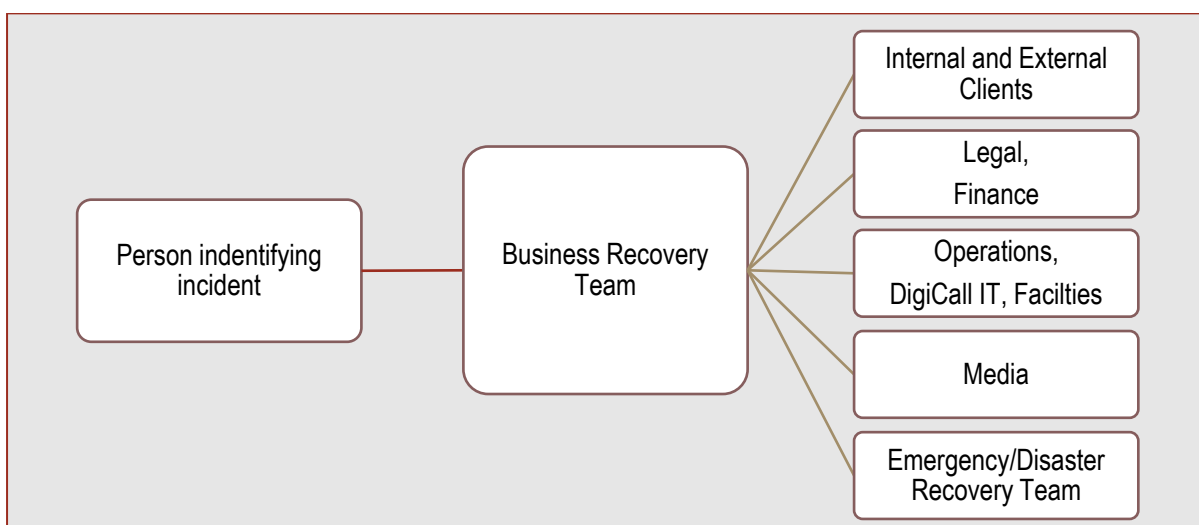 Person indentifying
incident
Business Recovery
Team
Internal and External
Clients
Legal,
Finance
Operations,
DigiCall IT, Facilties
Media
Emergency/Disaster
Recovery Team